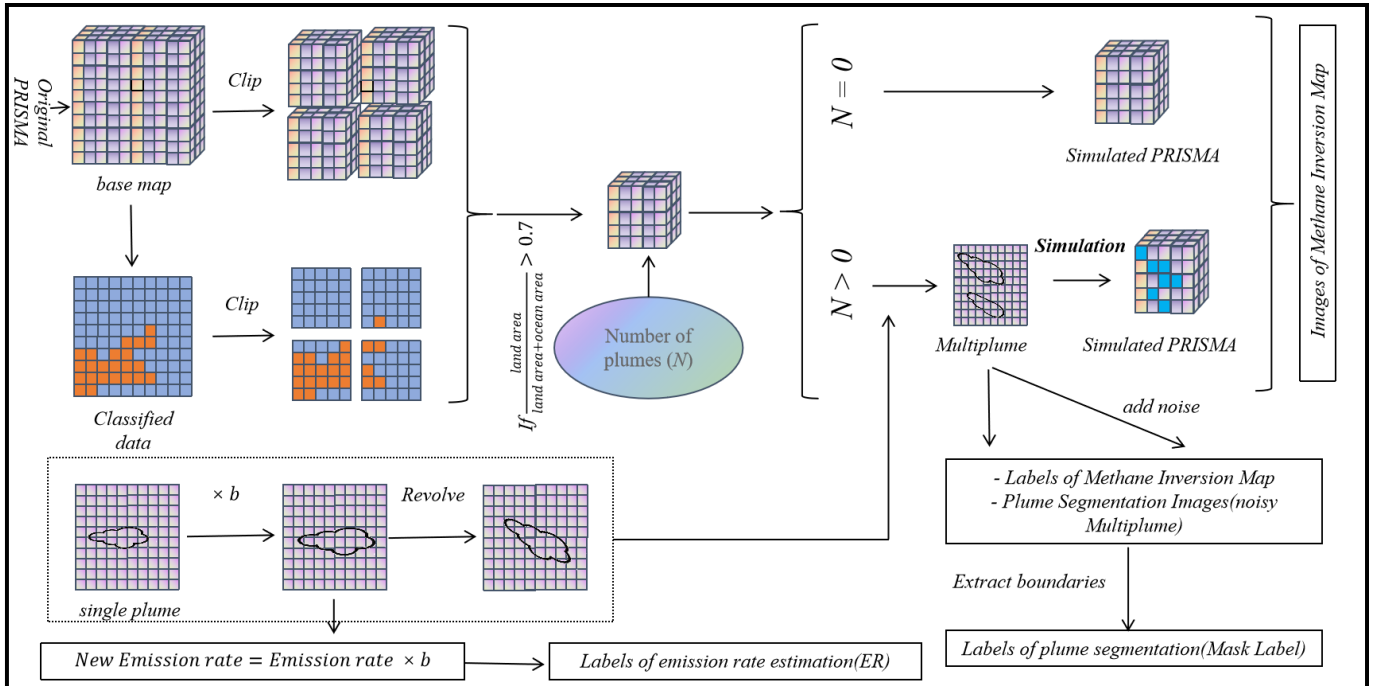 Original
PRISMA
Clip
base map
Clip
Classified
data
If land area / land area+ocean area > 0.7
Number of
plumes (N)
N = 0
Simulated PRISMA
N > 0
Multiplume
Simulation
Simulated PRISMA
Images of Methane Inversion Map
add noise
- Labels of Methane Inversion Map
- Plume Segmentation Images(noisy
Multiplume)
Extract boundaries
Labels of plume segmentation(Mask Label)
× b
Revolve
single plume
New Emission rate = Emission rate × b
Labels of emission rate estimation(ER)